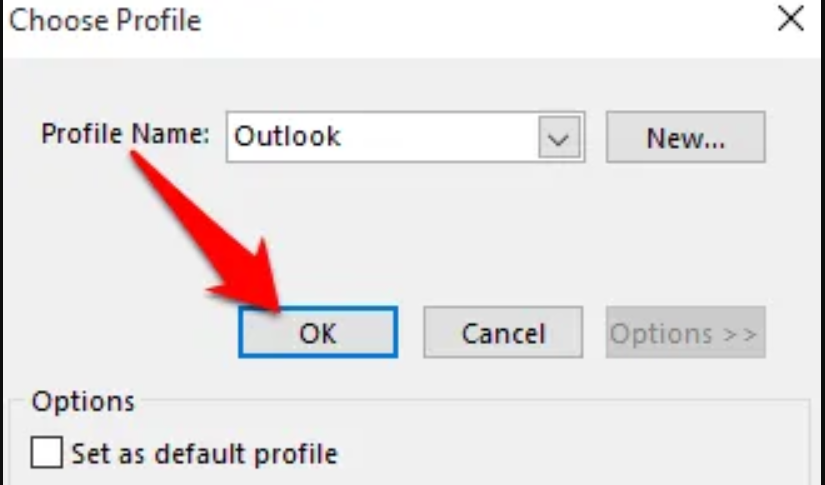 Choose Profile
Profile Name: Outlook New...
OK Cancel Options >>
Options
Set as default profile